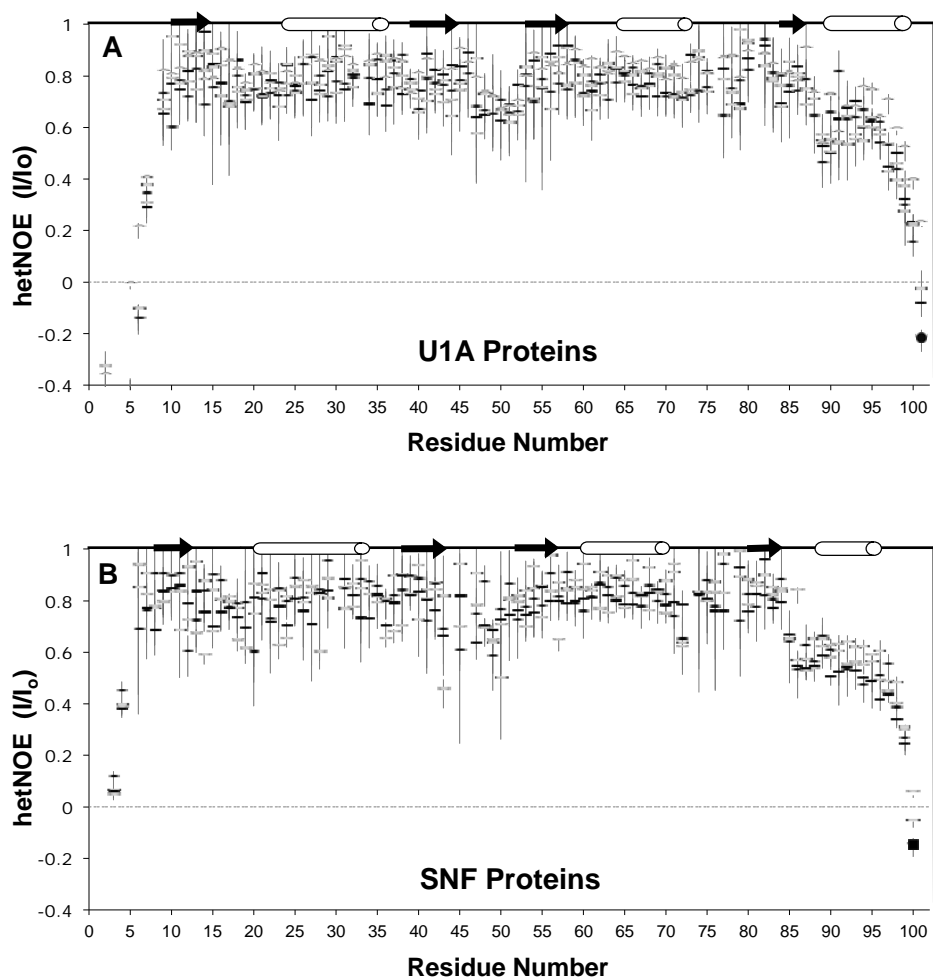 A
hetNOE (I/Io)
1
0.8
0.6
0.4
0.2
0
-0.2
-0.4
U1A Proteins
0 5 10 15 20 25 30 35 40 45 50 55 60 65 70 75 80 85 90 95 100
Residue Number
B
hetNOE (I/Io)
1
0.8
0.6
0.4
0.2
0
-0.2
-0.4
SNF Proteins
0 5 10 15 20 25 30 35 40 45 50 55 60 65 70 75 80 85 90 95 100
Residue Number